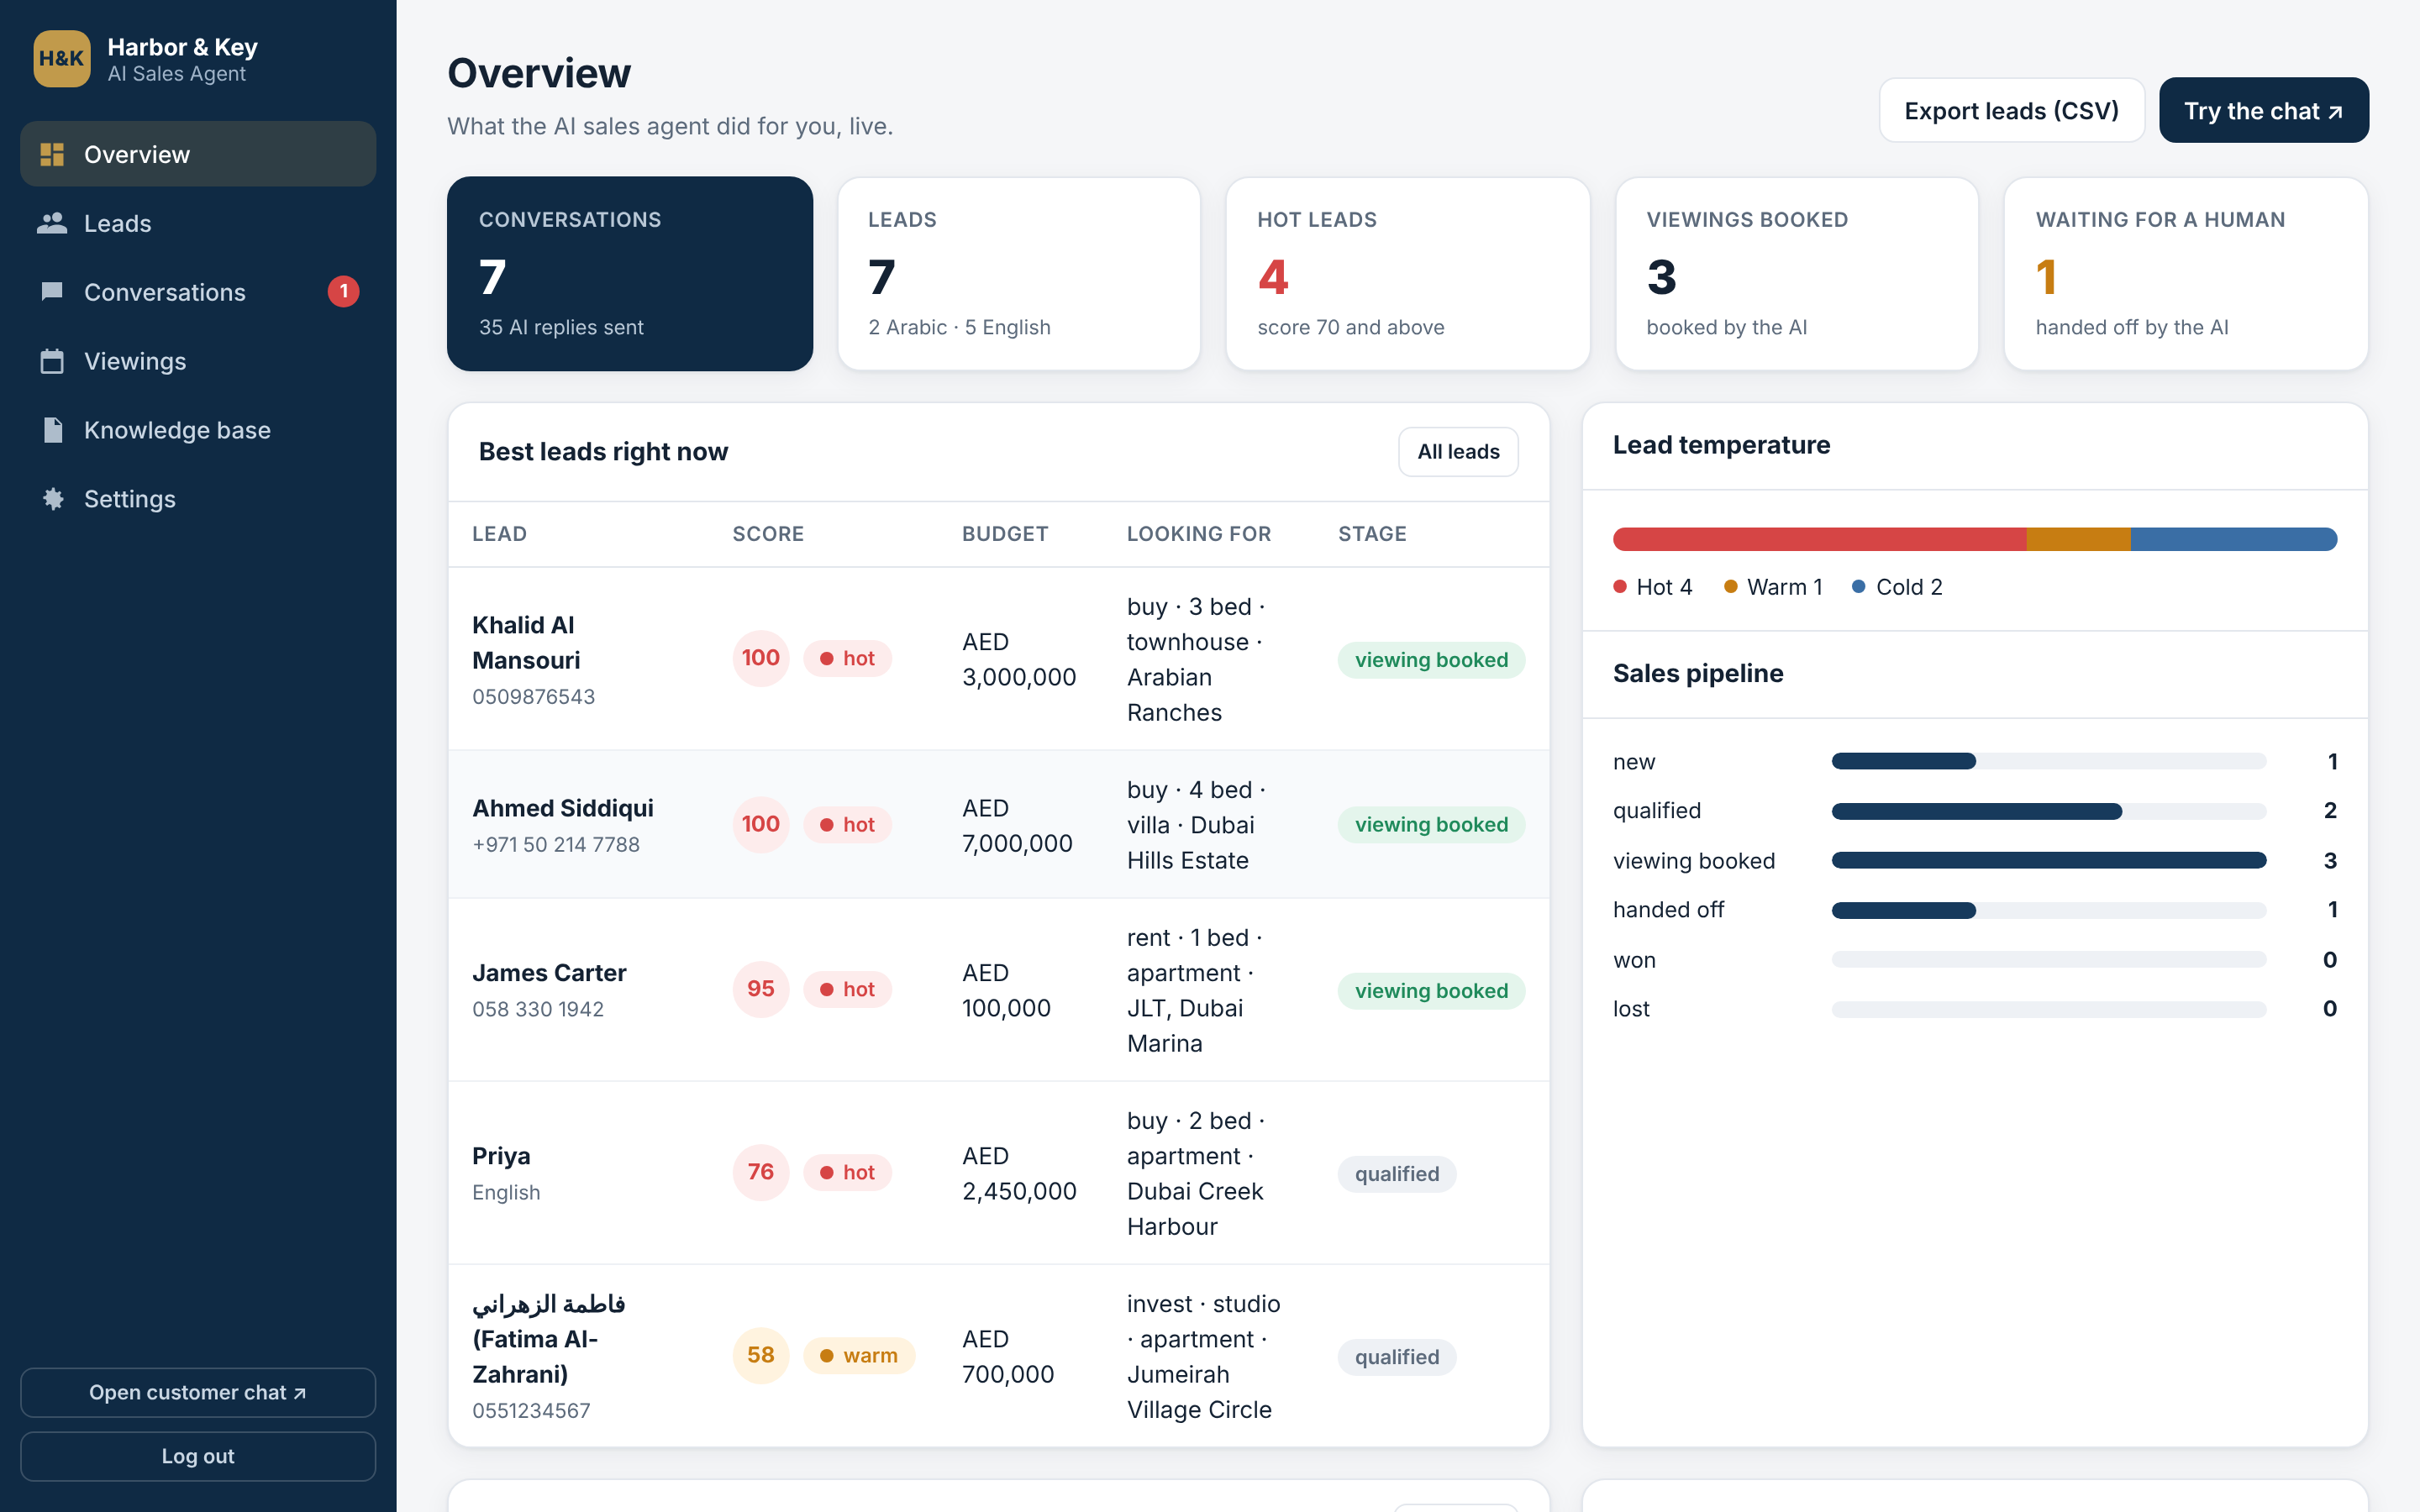 H&K
Harbor & Key
AI Sales Agent
Overview
Leads
Conversations
1
Viewings
Knowledge base
Settings
Open customer chat ↗
Log out
Overview
What the AI sales agent did for you, live.
Export leads (CSV)
Try the chat ↗
CONVERSATIONS
7
35 AI replies sent
LEADS
7
2 Arabic · 5 English
HOT LEADS
4
score 70 and above
VIEWINGS BOOKED
3
booked by the AI
WAITING FOR A HUMAN
1
handed off by the AI
Best leads right now
All leads
LEAD
SCORE
BUDGET
LOOKING FOR
STAGE
Khalid Al
Mansouri
0509876543
100
hot
AED
3,000,000
buy · 3 bed ·
townhouse ·
Arabian
Ranches
viewing booked
Ahmed Siddiqui
+971 50 214 7788
100
hot
AED
7,000,000
buy · 4 bed ·
villa · Dubai
Hills Estate
viewing booked
James Carter
058 330 1942
95
hot
AED
100,000
rent · 1 bed ·
apartment ·
JLT, Dubai
Marina
viewing booked
Priya
English
76
hot
AED
2,450,000
buy · 2 bed ·
apartment ·
Dubai Creek
Harbour
qualified
فاطمة الزهراني
(Fatima Al-
Zahrani)
0551234567
58
warm
AED
700,000
invest · studio
· apartment ·
Jumeirah
Village Circle
qualified
Lead temperature
Hot 4
Warm 1
Cold 2
Sales pipeline
new 1
qualified 2
viewing booked 3
handed off 1
won 0
lost 0